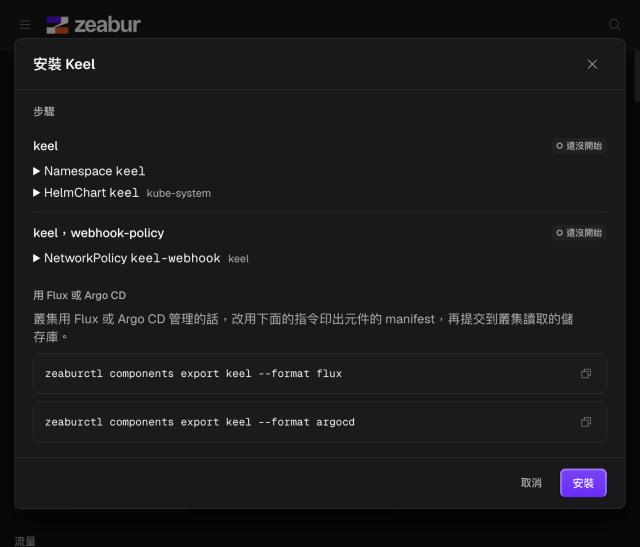 zeabur
安裝 Keel
步驟
keel
還沒開始
Namespace keel
HelmChart keel kube-system
keel，webhook-policy
還沒開始
NetworkPolicy keel-webhook keel
用 Flux 或 Argo CD
叢集用 Flux 或 Argo CD 管理的話，改用下面的指令印出元件的 manifest，再提交到叢集讀取的儲
存庫。
zeaburctl components export keel --format flux
zeaburctl components export keel --format argocd
取消
安裝
流量